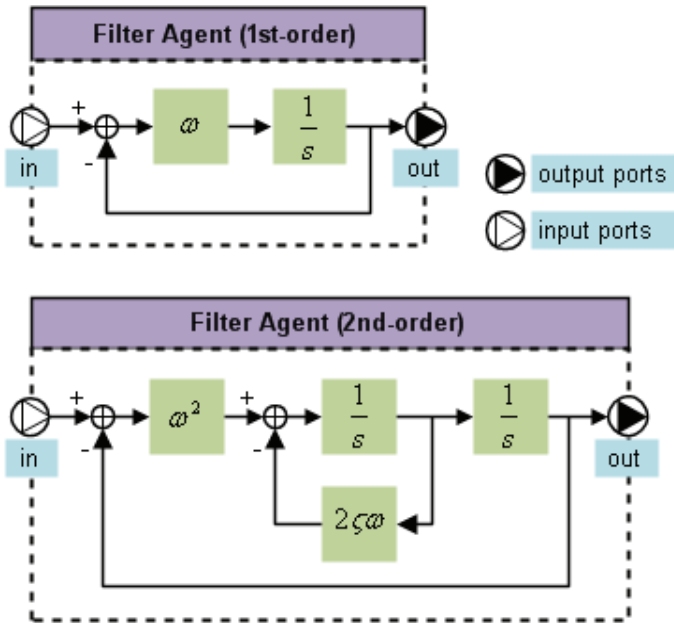 Filter Agent (1st-order)
+
-
ω
1
s
in
out
output ports
input ports
Filter Agent (2nd-order)
+
-
ω²
+
-
1
s
1
s
2ςω
in
out